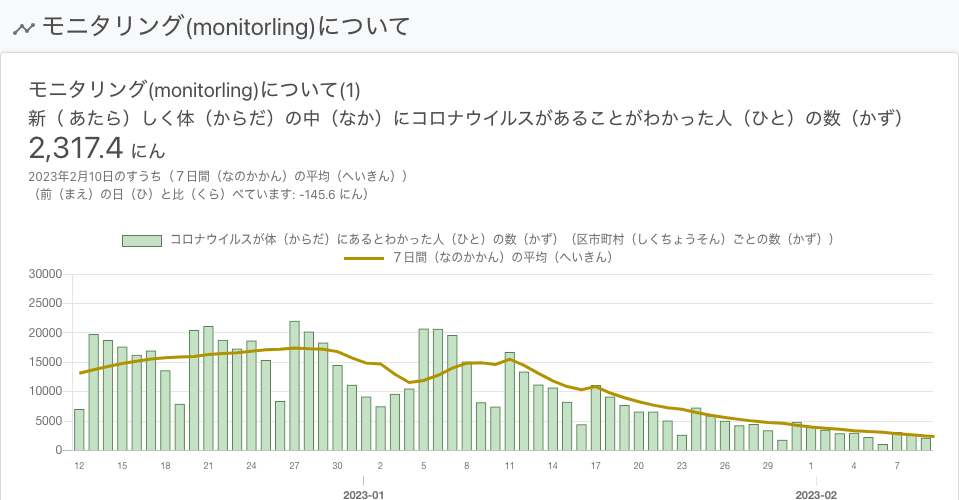 モニタリング(monitorling)について
モニタリング(monitorling)について(1)
新（ あたら）しく体（からだ）の中（なか）にコロナウイルスがあることがわかった人（ひと）の数（かず）
2,317.4 にん
2023年2月10日のすうち（７日間（なのかかん）の平均（へいきん））
（前（まえ）の日（ひ）と比（くら）べています: -145.6 にん）
コロナウイルスが体（からだ）にあるとわかった人（ひと）の数（かず）（区市町村（しくちょうそん）ごとの数（かず））
７日間（なのかかん）の平均（へいきん）
30000
25000
20000
15000
10000
5000
0
12 15 18 21 24 27 30 2 5 8 11 14 17 20 23 26 29 1 4 7
2023-01 2023-02